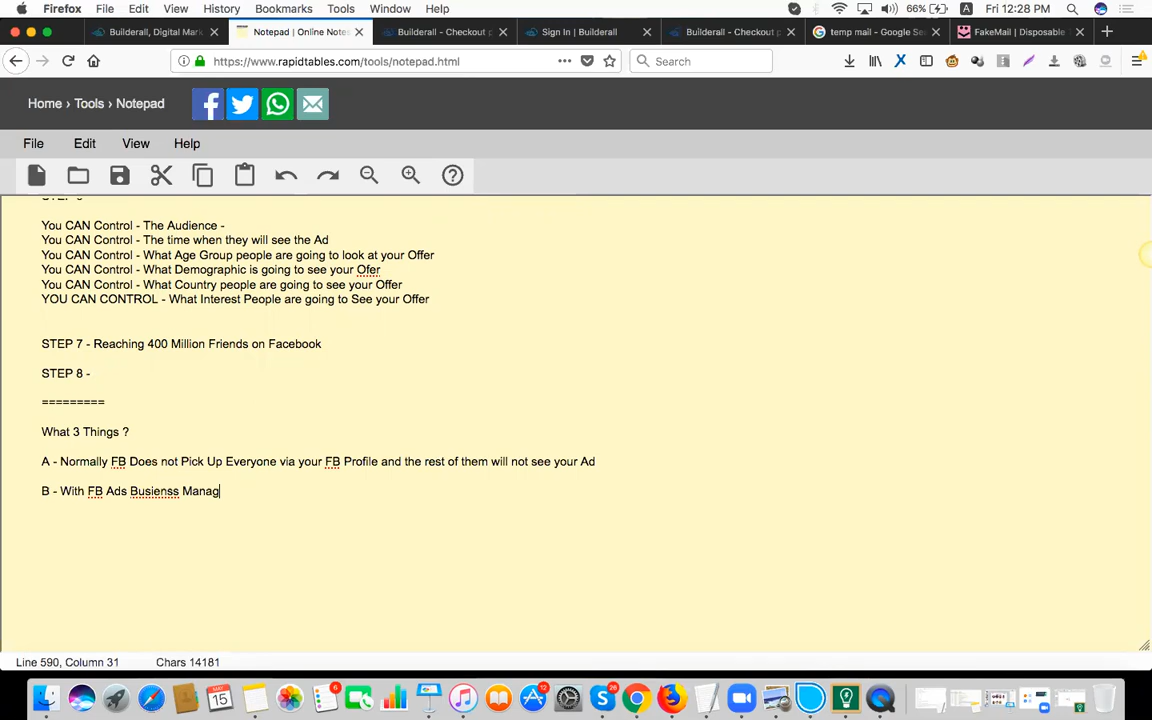 Firefox File Edit View History Bookmarks Tools Window Help 66% A Fri 12:28 PM
Builderall, Digital Mark Notepad | Online Notes Builderall - Checkout p Sign In | Builderall Builderall - Checkout p temp mail - Google Sea FakeMail | Disposable
https://www.rapidtables.com/tools/notepad.html Search
Home › Tools › Notepad
File Edit View Help
You CAN Control - The Audience -
You CAN Control - The time when they will see the Ad
You CAN Control - What Age Group people are going to look at your Offer
You CAN Control - What Demographic is going to see your Ofer
You CAN Control - What Country people are going to see your Offer
YOU CAN CONTROL - What Interest People are going to See your Offer
STEP 7 - Reaching 400 Million Friends on Facebook
STEP 8 -
=========
What 3 Things ?
A - Normally FB Does not Pick Up Everyone via your FB Profile and the rest of them will not see your Ad
B - With FB Ads Busienss Manag
Line 590, Column 31 Chars 14181